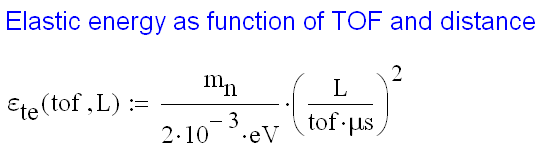 Elastic energy as function of TOF and distance
ε_te(tof , L) := m_n / (2·10^−3·eV) · (L / (tof·μs))^2